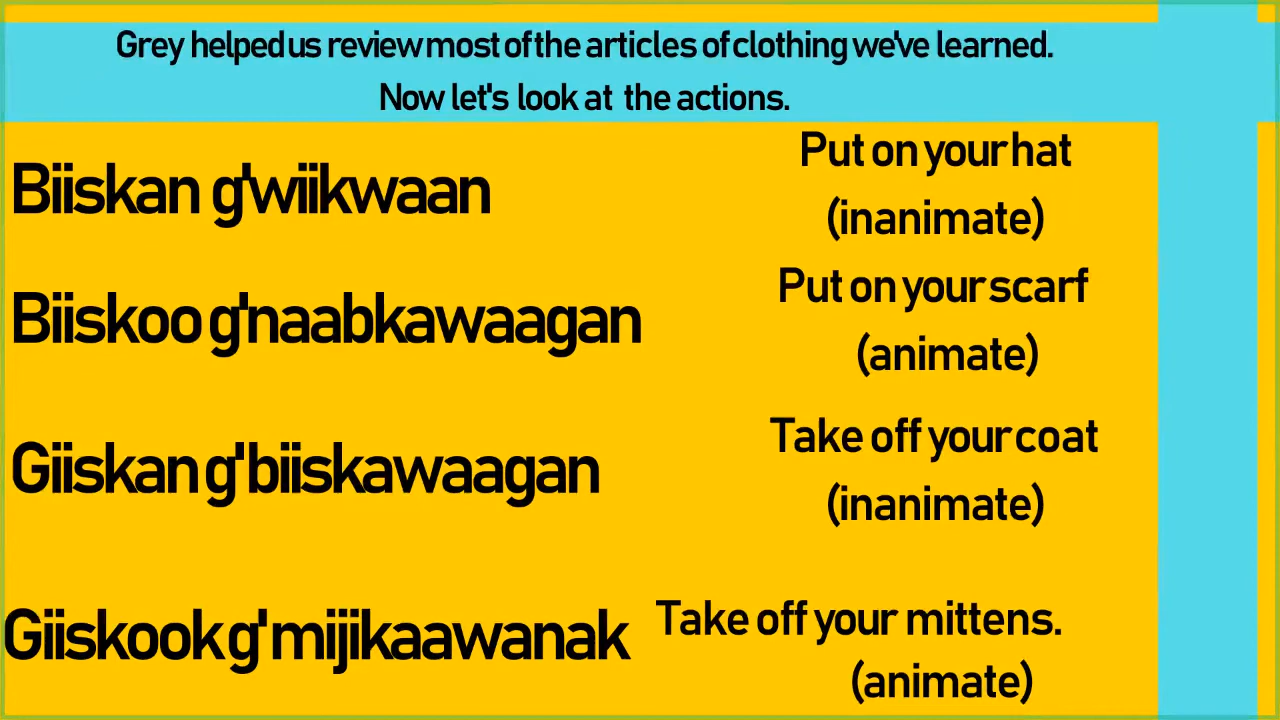 Grey helped us review most of the articles of clothing we've learned.
Now let's look at the actions.
Biiskan g'wiikwaan
Put on your hat
(inanimate)
Biiskoo g'naabkawaagan
Put on your scarf
(animate)
Giiskan g'biiskawaagan
Take off your coat
(inanimate)
Giiskook g'mijikaawanak
Take off your mittens.
(animate)